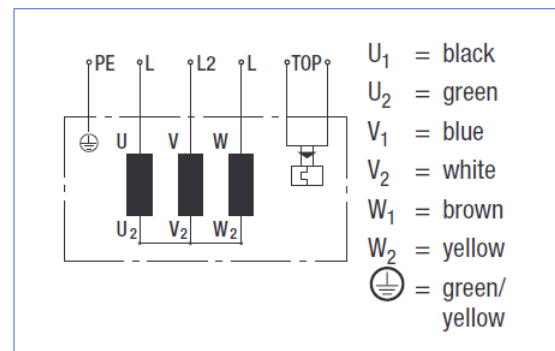 PE L L2 L TOP
U V W
U2 V2 W2
U1 = black
U2 = green
V1 = blue
V2 = white
W1 = brown
W2 = yellow
= green/
yellow